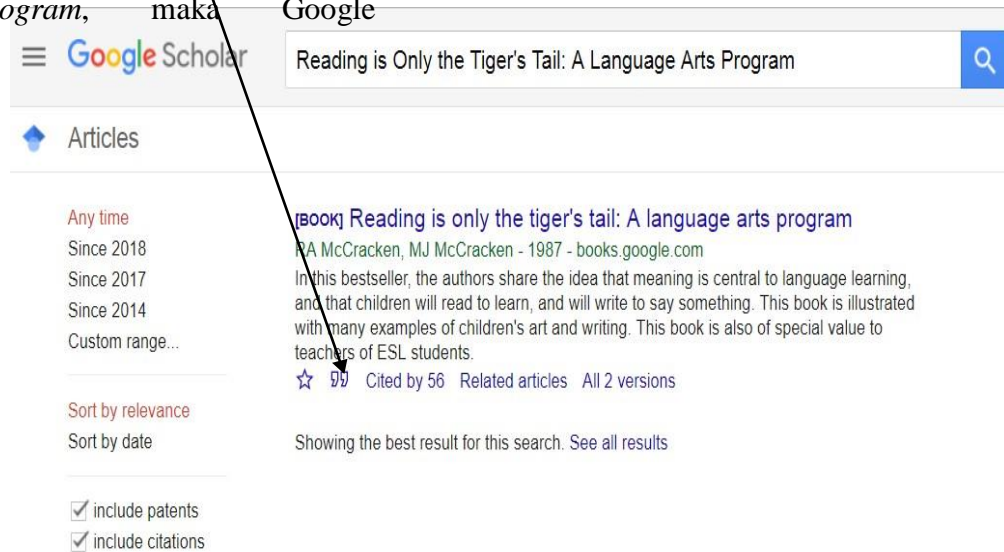 ogram, maka Google
Google Scholar
Reading is Only the Tiger's Tail: A Language Arts Program
Articles
Any time
Since 2018
Since 2017
Since 2014
Custom range...
Sort by relevance
Sort by date
include patents
include citations
[BOOK] Reading is only the tiger's tail: A language arts program
RA McCracken, MJ McCracken - 1987 - books.google.com
In this bestseller, the authors share the idea that meaning is central to language learning,
and that children will read to learn, and will write to say something. This book is illustrated
with many examples of children's art and writing. This book is also of special value to
teachers of ESL students.
Cited by 56 Related articles All 2 versions
Showing the best result for this search. See all results